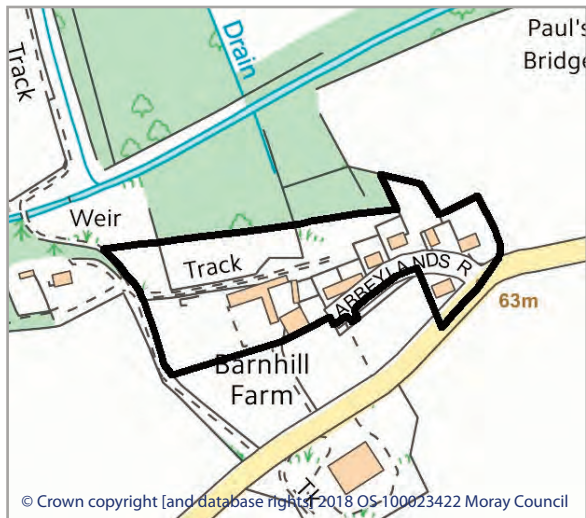 Paul's
Bridge
Track
Drain
Weir
Track
ABBEYLANDS R
63m
Barnhill
Farm
TK
© Crown copyright [and database rights] 2018 OS 100023422 Moray Council